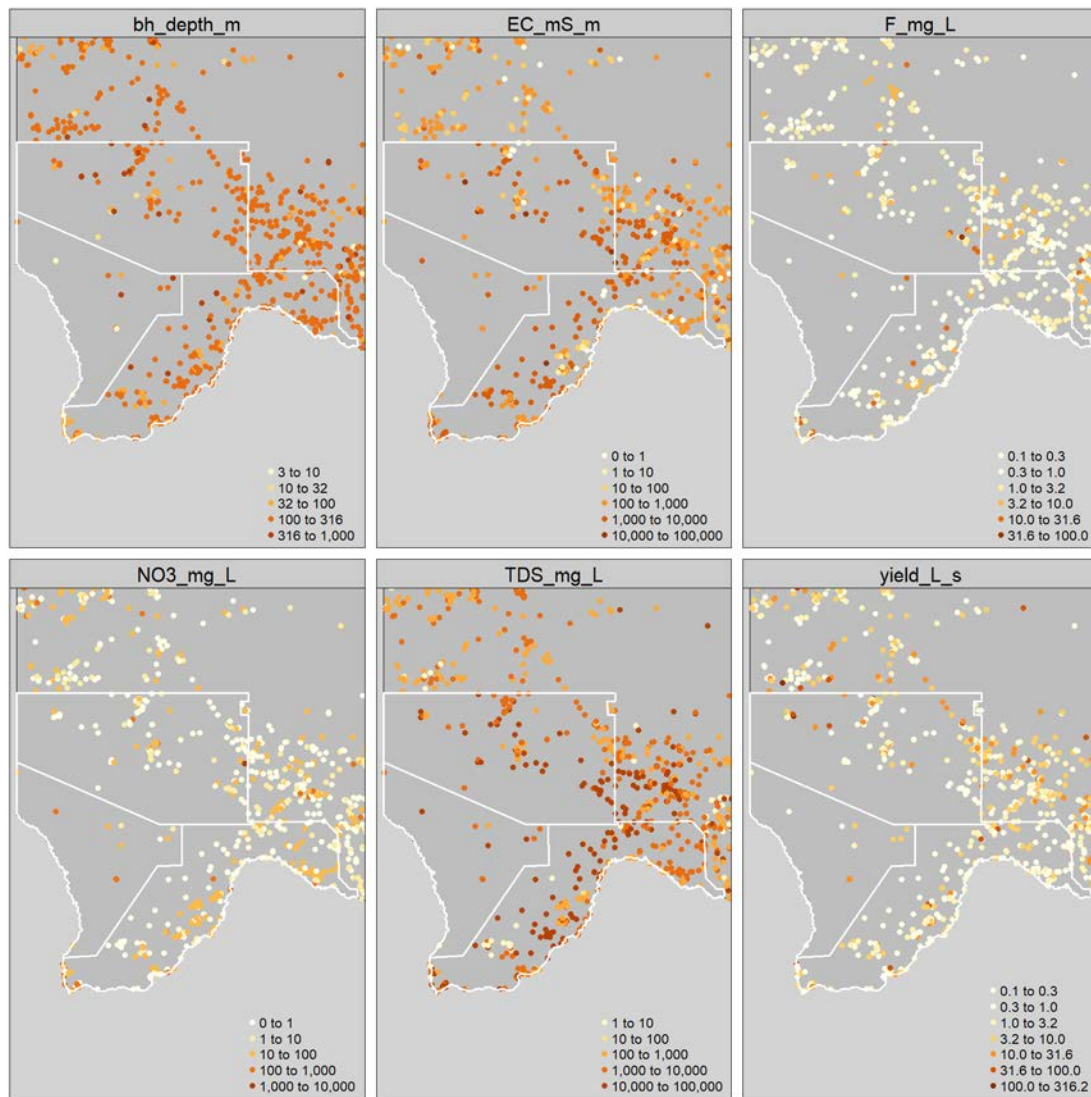 bh_depth_m
3 to 10
10 to 32
32 to 100
100 to 316
316 to 1,000
EC_mS_m
0 to 1
1 to 10
10 to 100
100 to 1,000
1,000 to 10,000
10,000 to 100,000
F_mg_L
0.1 to 0.3
0.3 to 1.0
1.0 to 3.2
3.2 to 10.0
10.0 to 31.6
31.6 to 100.0
NO3_mg_L
0 to 1
1 to 10
10 to 100
100 to 1,000
1,000 to 10,000
TDS_mg_L
1 to 10
10 to 100
100 to 1,000
1,000 to 10,000
10,000 to 100,000
yield_L_s
0.1 to 0.3
0.3 to 1.0
1.0 to 3.2
3.2 to 10.0
10.0 to 31.6
31.6 to 100.0
100.0 to 316.2